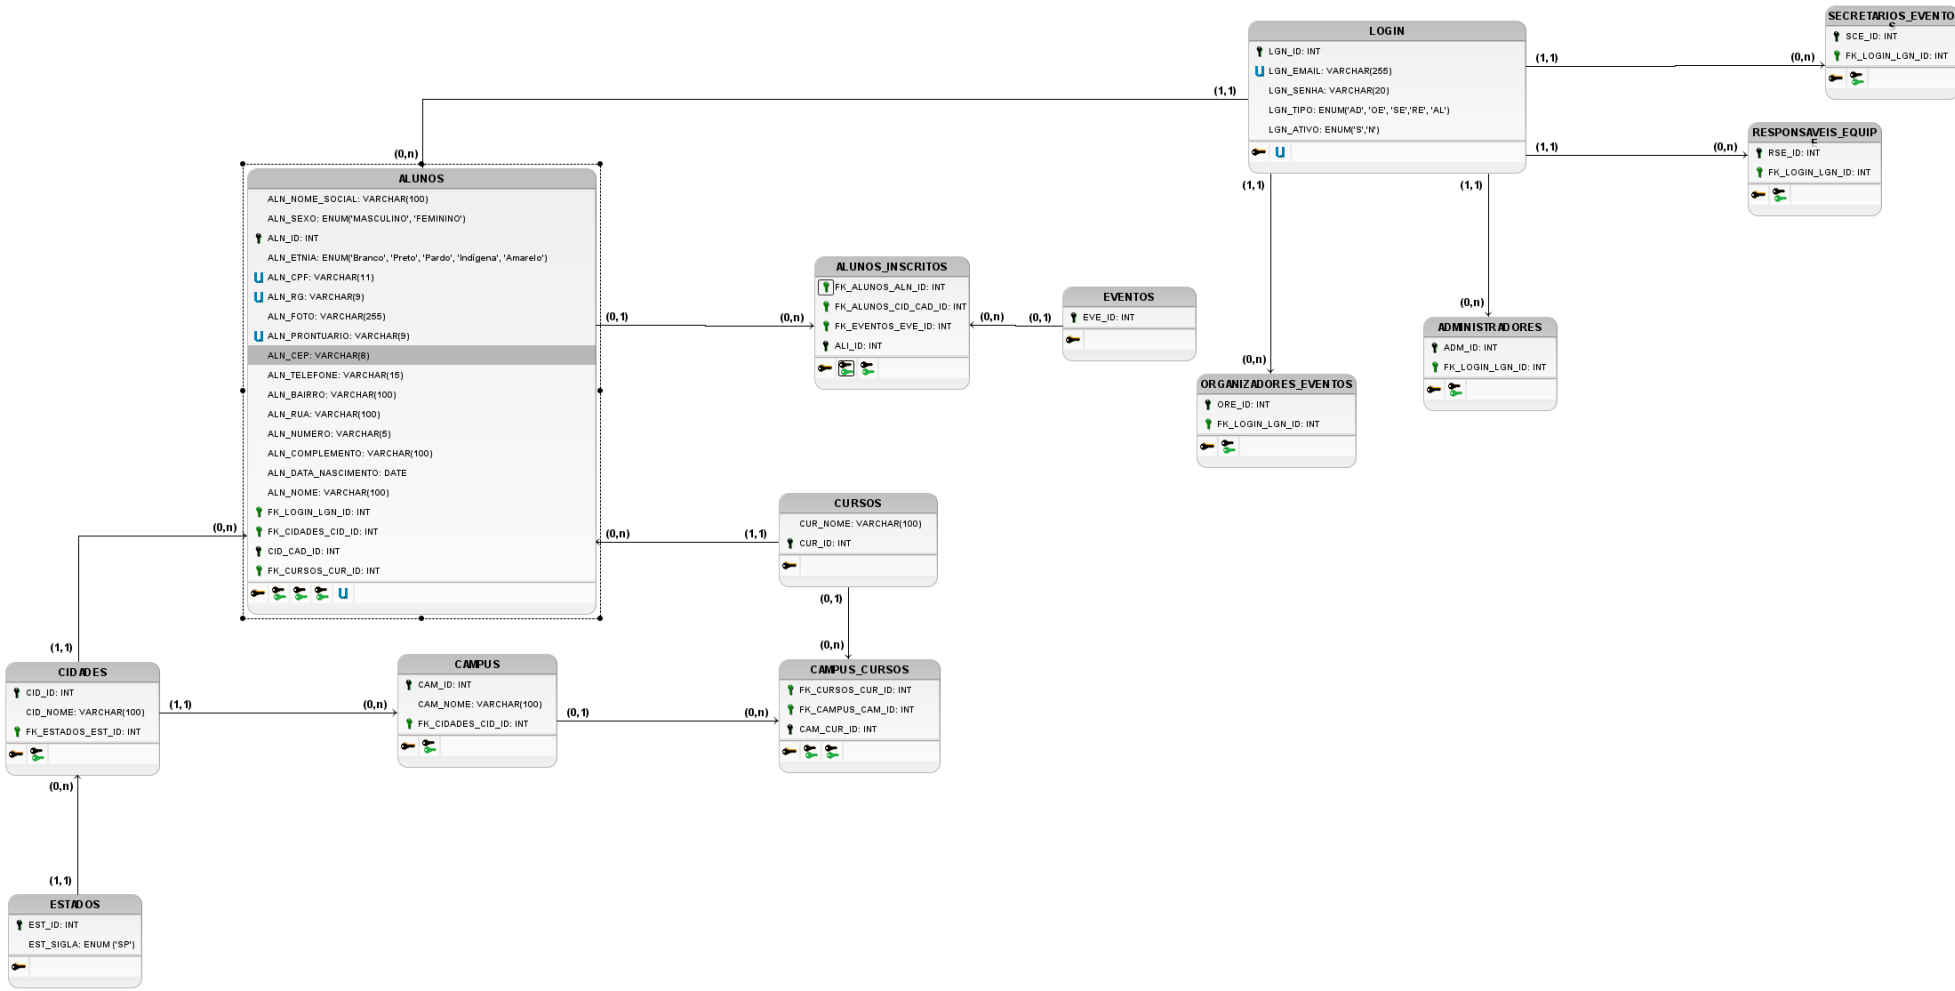 SECRETARIOS_EVENTO
S
SCE_ID: INT
FK_LOGIN_LGN_ID: INT
LOGIN
LGN_ID: INT
U LGN_EMAIL: VARCHAR(255)
LGN_SENHA: VARCHAR(20)
LGN_TIPO: ENUM('AD', 'OE', 'SE','RE', 'AL')
LGN_ATIVO: ENUM('S','N')
U
(1,1)
(0,n)
(1,1)
(0,n)
(1,1)
(0,n)
RESPONSAVEIS_EQUIP
E
RSE_ID: INT
FK_LOGIN_LGN_ID: INT
(1,1)
(1,1)
ALUNOS
ALN_NOME_SOCIAL: VARCHAR(100)
ALN_SEXO: ENUM('MASCULINO', 'FEMININO')
ALN_ID: INT
ALN_ETNIA: ENUM('Branco', 'Preto', 'Pardo', 'Indígena', 'Amarelo')
U ALN_CPF: VARCHAR(11)
U ALN_RG: VARCHAR(9)
ALN_FOTO: VARCHAR(255)
U ALN_PRONTUARIO: VARCHAR(9)
ALN_CEP: VARCHAR(8)
ALN_TELEFONE: VARCHAR(15)
ALN_BAIRRO: VARCHAR(100)
ALN_RUA: VARCHAR(100)
ALN_NUMERO: VARCHAR(5)
ALN_COMPLEMENTO: VARCHAR(100)
ALN_DATA_NASCIMENTO: DATE
ALN_NOME: VARCHAR(100)
FK_LOGIN_LGN_ID: INT
FK_CIDADES_CID_ID: INT
CID_CAD_ID: INT
FK_CURSOS_CUR_ID: INT
U
(0,1)
(0,n)
ALUNOS_INSCRITOS
FK_ALUNOS_ALN_ID: INT
FK_ALUNOS_CID_CAD_ID: INT
FK_EVENTOS_EVE_ID: INT
ALI_ID: INT
(0,n)
(0,1)
EVENTOS
EVE_ID: INT
(0,n)
(0,n)
ADMINISTRADORES
ADM_ID: INT
FK_LOGIN_LGN_ID: INT
ORGANIZADORES_EVENTOS
ORE_ID: INT
FK_LOGIN_LGN_ID: INT
(0,n)
(0,n)
(1,1)
CURSOS
CUR_NOME: VARCHAR(100)
CUR_ID: INT
(0,1)
(0,n)
(1,1)
CIDADES
CID_ID: INT
CID_NOME: VARCHAR(100)
FK_ESTADOS_EST_ID: INT
(1,1)
(0,n)
CAMPUS
CAM_ID: INT
CAM_NOME: VARCHAR(100)
FK_CIDADES_CID_ID: INT
(0,1)
(0,n)
CAMPUS_CURSOS
FK_CURSOS_CUR_ID: INT
FK_CAMPUS_CAM_ID: INT
CAM_CUR_ID: INT
(0,n)
(1,1)
ESTADOS
EST_ID: INT
EST_SIGLA: ENUM ('SP')